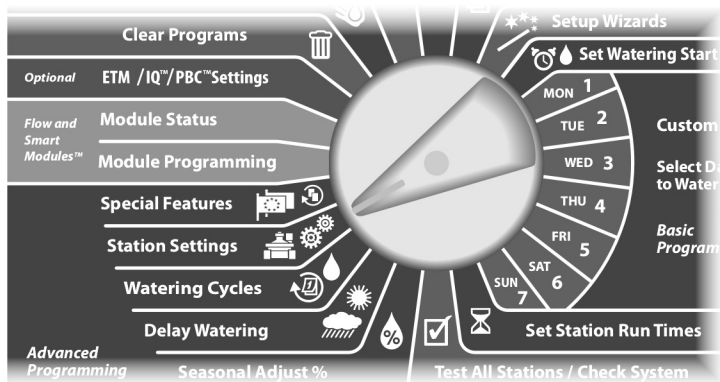 Clear Programs
Optional
ETM /IQ™/PBC™Settings
Flow and
Smart
Modules™
Module Status
Module Programming
Special Features
Station Settings
Watering Cycles
Delay Watering
Advanced
Programming
Seasonal Adjust %
%
1
Setup Wizards
Set Watering Start
MON 1
TUE 2
WED 3
THU 4
FRI 5
SAT 6
SUN 7
Custom
Select Da
to Water
Basic
Program
Set Station Run Times
Test All Stations / Check System